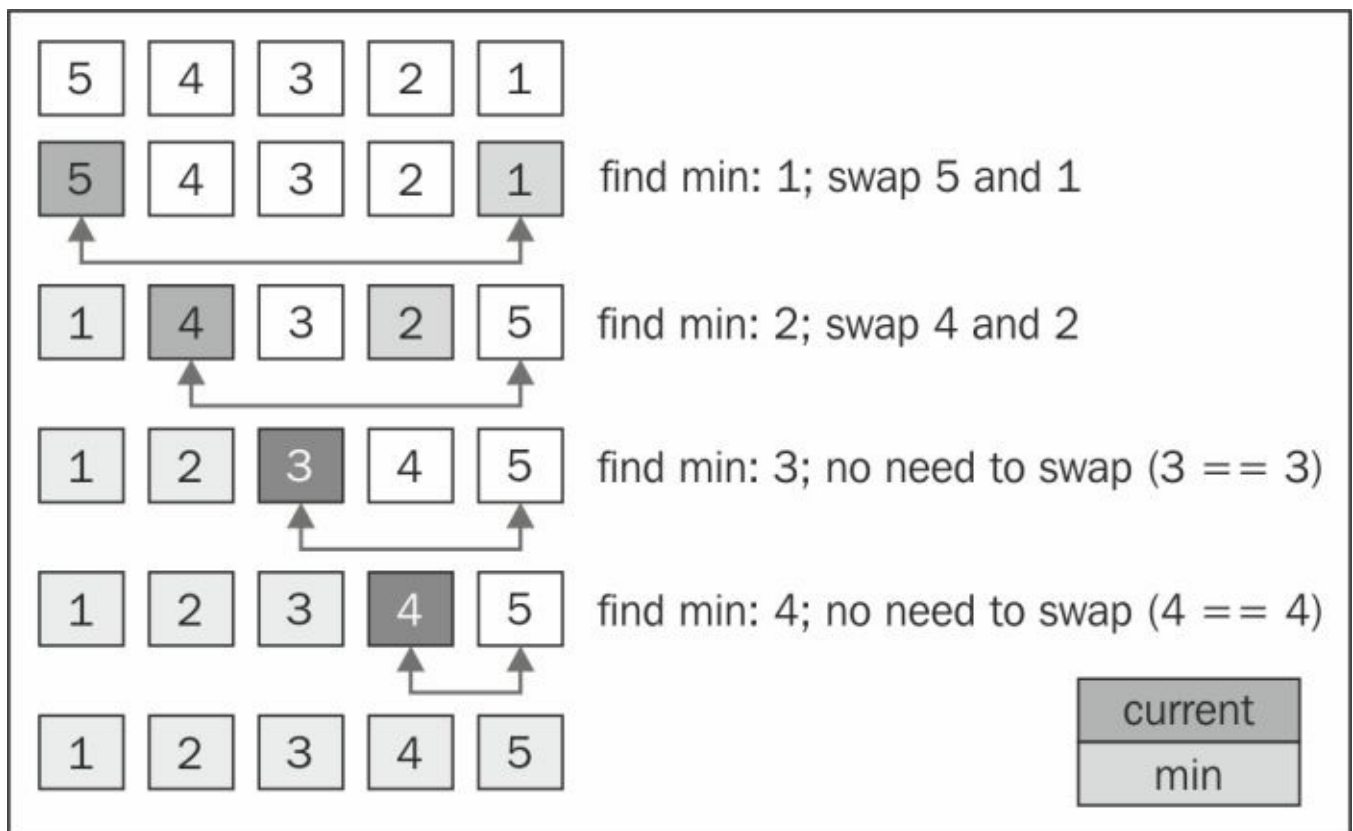 5 4 3 2 1
5 4 3 2 1 find min: 1; swap 5 and 1
1 4 3 2 5 find min: 2; swap 4 and 2
1 2 3 4 5 find min: 3; no need to swap (3 == 3)
1 2 3 4 5 find min: 4; no need to swap (4 == 4)
1 2 3 4 5
current
min